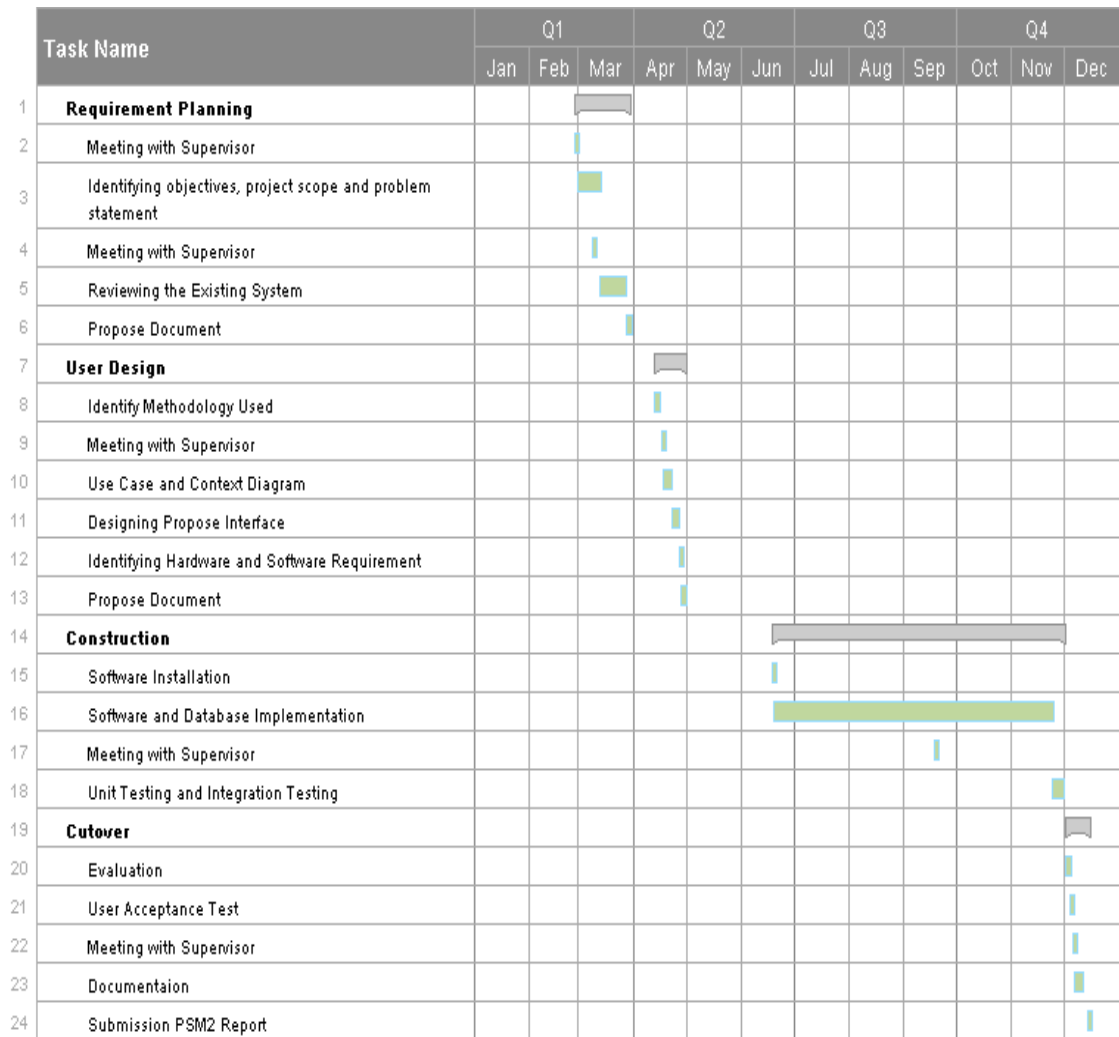 Task Name
Q1 Q2 Q3 Q4
Jan Feb Mar Apr May Jun Jul Aug Sep Oct Nov Dec
1 Requirement Planning
2 Meeting with Supervisor
3 Identifying objectives, project scope and problem
statement
4 Meeting with Supervisor
5 Reviewing the Existing System
6 Propose Document
7 User Design
8 Identify Methodology Used
9 Meeting with Supervisor
10 Use Case and Context Diagram
11 Designing Propose Interface
12 Identifying Hardware and Software Requirement
13 Propose Document
14 Construction
15 Software Installation
16 Software and Database Implementation
17 Meeting with Supervisor
18 Unit Testing and Integration Testing
19 Cutover
20 Evaluation
21 User Acceptance Test
22 Meeting with Supervisor
23 Documentaion
24 Submission PSM2 Report